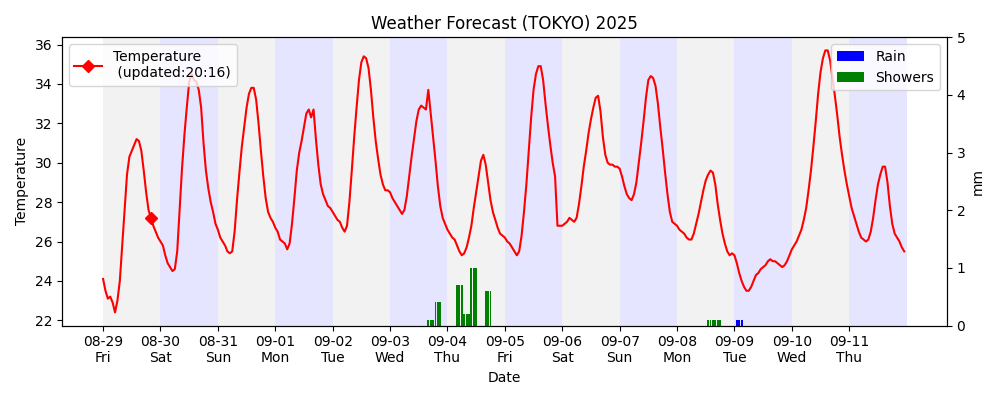 Weather Forecast (TOKYO) 2025
Temperature
(updated:20:16)
Rain
Showers
Temperature
36
34
32
30
28
26
24
22
5
4
3
2
1
0
mm
08-29 08-30 08-31 09-01 09-02 09-03 09-04 09-05 09-06 09-07 09-08 09-09 09-10 09-11
Fri Sat Sun Mon Tue Wed Thu Fri Sat Sun Mon Tue Wed Thu
Date